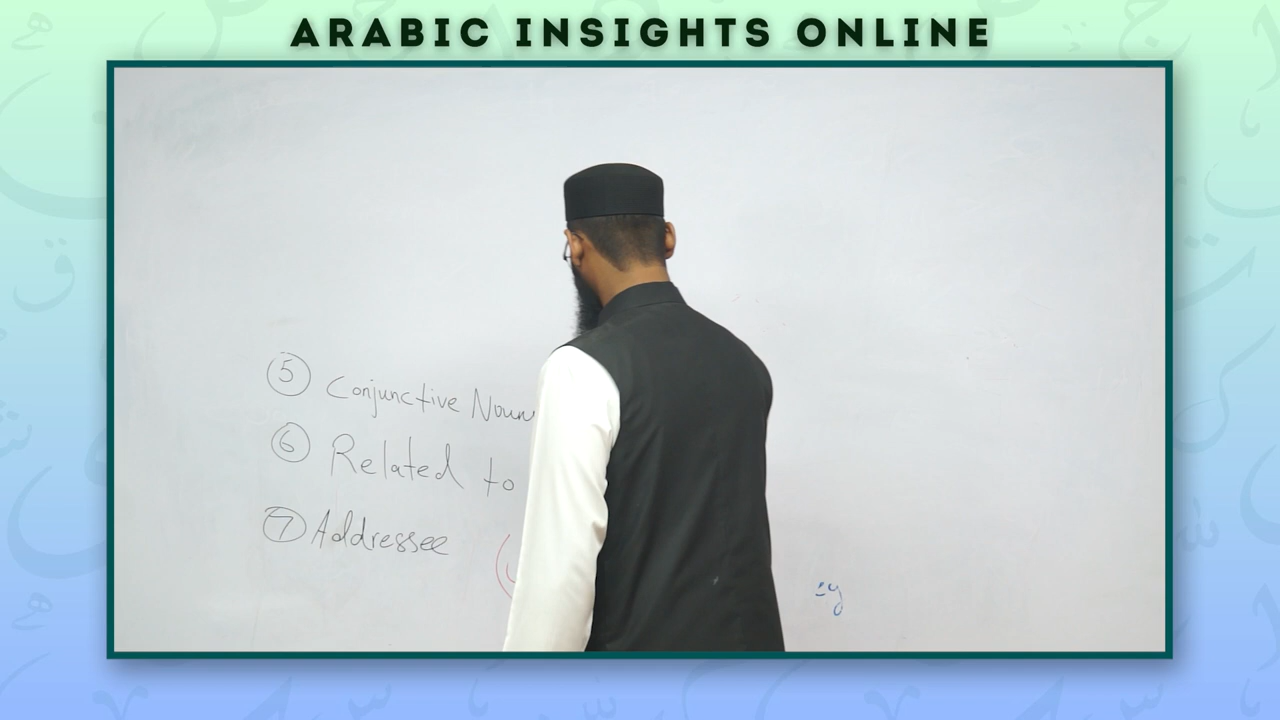 ARABIC INSIGHTS ONLINE
5 Conjunctive Noun
6 Related to
7 Addressee